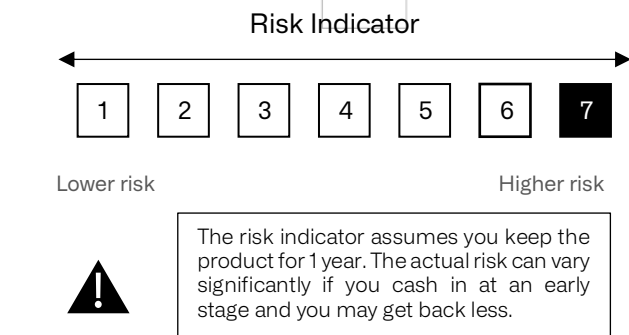 Risk Indicator
1 2 3 4 5 6 7
Lower risk Higher risk
The risk indicator assumes you keep the
product for 1 year. The actual risk can vary
significantly if you cash in at an early
stage and you may get back less.